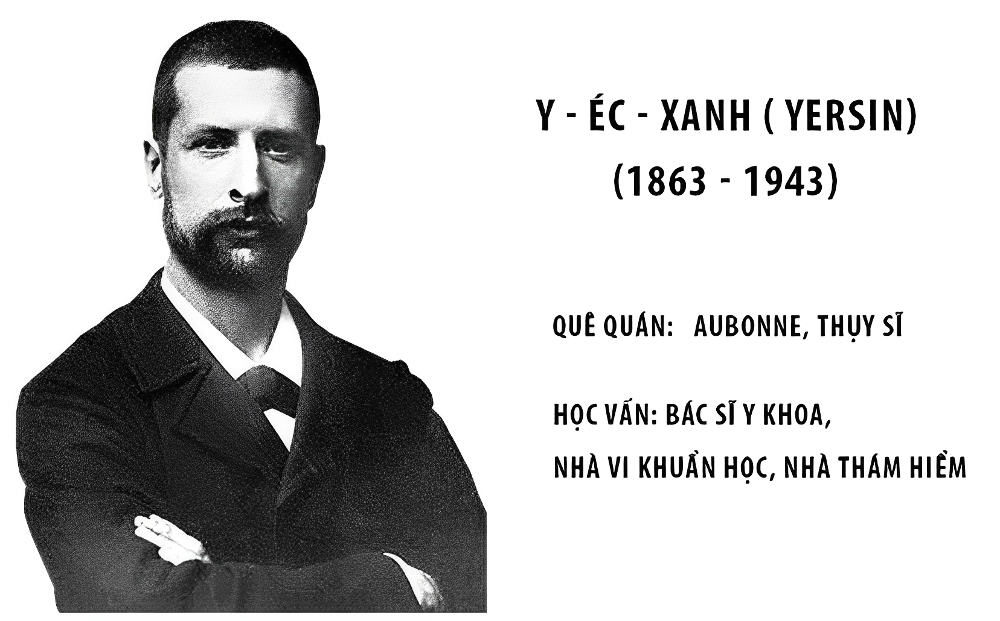 Y - ÉC - XANH ( YERSIN)
(1863 - 1943)
QUÊ QUÁN: AUBONNE, THỤY SĨ
HỌC VẤN: BÁC SĨ Y KHOA,
NHÀ VI KHUẨN HỌC, NHÀ THÁM HIỂM